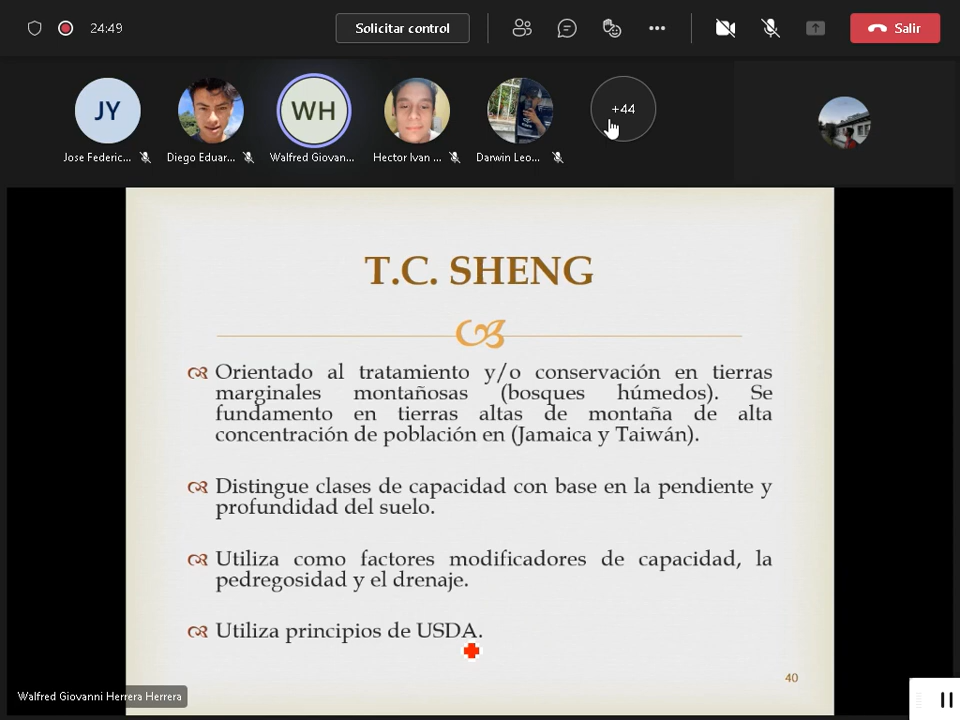 24:49
Solicitar control
Salir
JY
WH
+44
Jose Federic...
Diego Eduar...
Walfred Giovan...
Hector Ivan ...
Darwin Leo...
T.C. SHENG
Orientado al tratamiento y/o conservación en tierras
marginales montañosas (bosques húmedos). Se
fundamento en tierras altas de montaña de alta
concentración de población en (Jamaica y Taiwán).
Distingue clases de capacidad con base en la pendiente y
profundidad del suelo.
Utiliza como factores modificadores de capacidad, la
pedregosidad y el drenaje.
Utiliza principios de USDA.
40
Walfred Giovanni Herrera Herrera